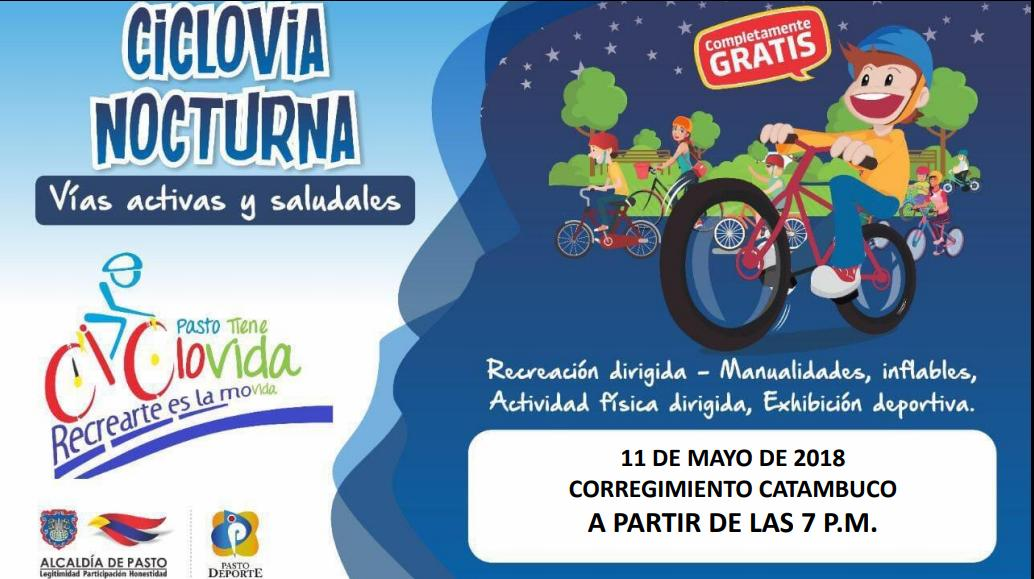 CICLOVIA
NOCTURNA
Vías activas y saludales
Pasto Tiene
CiCloVida
Recrearte es la movida
ALCALDÍA DE PASTO
Legitimidad Participación Honestidad
PASTO
DEPORTE
Completamente
GRATIS
Recreación dirigida – Manualidades, inflables,
Actividad física dirigida, Exhibición deportiva.
11 DE MAYO DE 2018
CORREGIMIENTO CATAMBUCO
A PARTIR DE LAS 7 P.M.